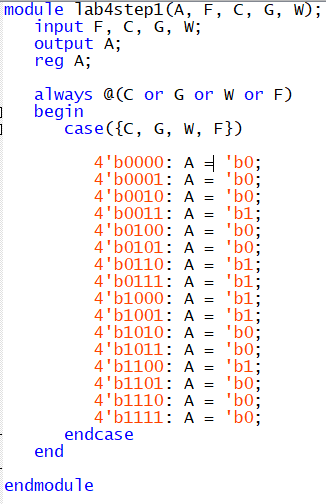 module lab4step1(A, F, C, G, W);
input F, C, G, W;
output A;
reg A;
always @(C or G or W or F)
begin
case({C, G, W, F})
4'b0000: A = 'b0;
4'b0001: A = 'b0;
4'b0010: A = 'b0;
4'b0011: A = 'b1;
4'b0100: A = 'b0;
4'b0101: A = 'b0;
4'b0110: A = 'b1;
4'b0111: A = 'b1;
4'b1000: A = 'b1;
4'b1001: A = 'b1;
4'b1010: A = 'b0;
4'b1011: A = 'b0;
4'b1100: A = 'b1;
4'b1101: A = 'b0;
4'b1110: A = 'b0;
4'b1111: A = 'b0;
endcase
end
endmodule